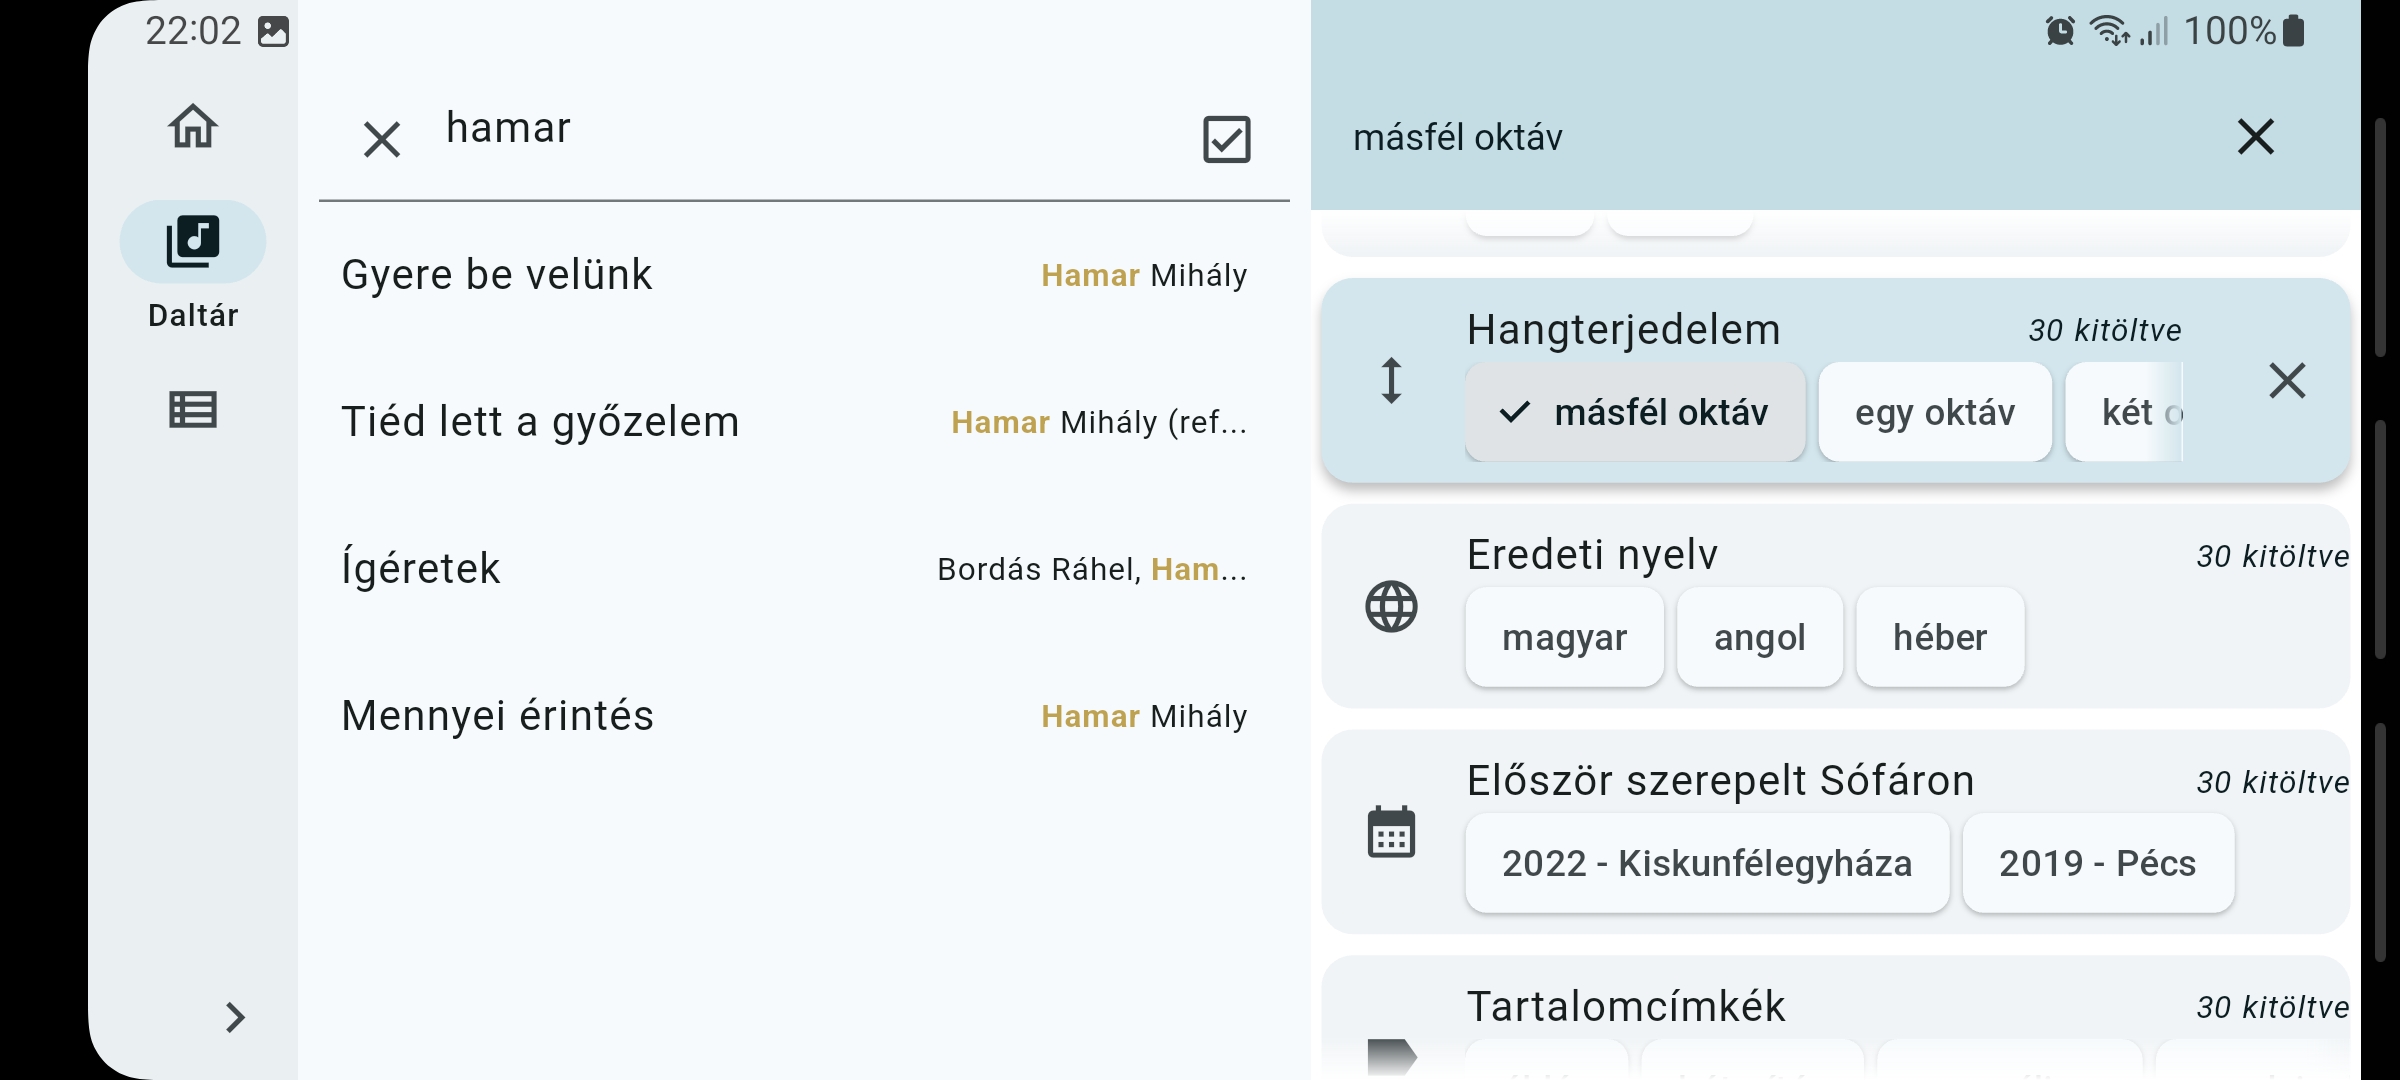 22:02
100%
hamar
másfél oktáv
Daltár
Gyere be velünk
Hamar Mihály
Tiéd lett a győzelem
Hamar Mihály (ref...
Ígéretek
Bordás Ráhel, Ham...
Mennyei érintés
Hamar Mihály
Hangterjedelem
30 kitöltve
másfél oktáv
egy oktáv
két o
Eredeti nyelv
30 kitöltve
magyar
angol
héber
Először szerepelt Sófáron
30 kitöltve
2022 - Kiskunfélegyháza
2019 - Pécs
Tartalomcímkék
30 kitöltve